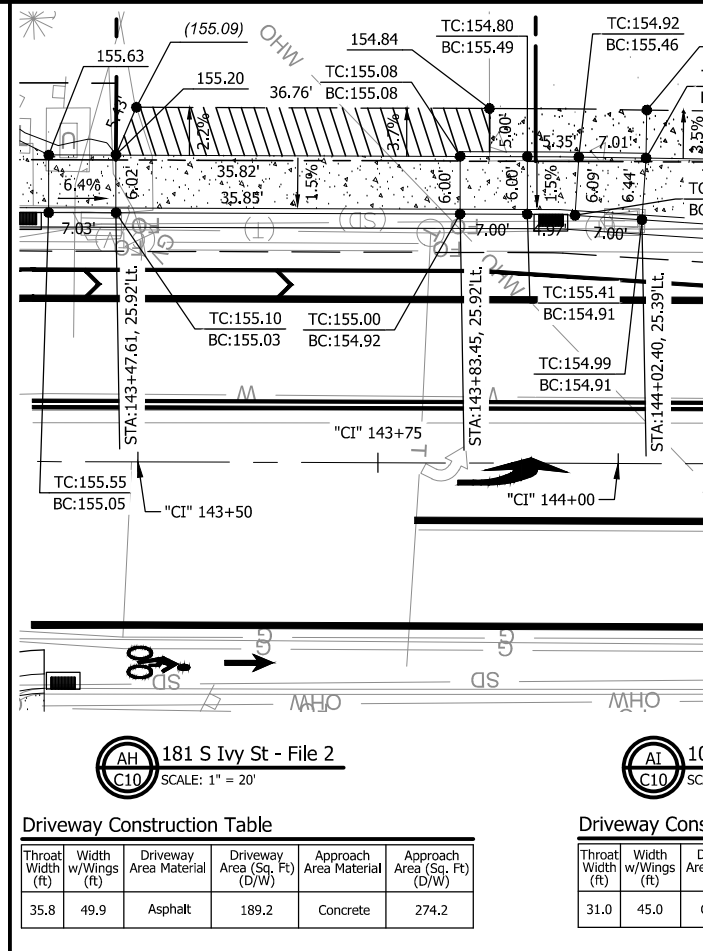 (155.09)
155.63
155.20
OHW
154.84
TC:154.80
BC:155.49
TC:154.92
BC:155.46
TC:155.08
BC:155.08
36.76'
5.13'
2.2%
3.7%
5.00'
5.35'
7.01'
3.5%
6.4%
6.02'
35.82'
35.85'
1.5%
6.00'
6.00'
1.5%
6.09'
6.44'
7.03'
(T)
(SD)
7.00'
4.97'
7.00'
TC
BC
GV
OHW
STA:143+47.61, 25.92'Lt.
STA:143+83.45, 25.92'Lt.
STA:144+02.40, 25.39'Lt.
TC:155.10
BC:155.03
TC:155.00
BC:154.92
TC:155.41
BC:154.91
TC:154.99
BC:154.91
W
W
"CI" 143+75
T
TC:155.55
BC:155.05
"CI" 143+50
"CI" 144+00
G
G
G
G
SD
SD
OHW
OHW
AH
C10
181 S Ivy St - File 2
SCALE: 1" = 20'
AI
C10
10
SC
Driveway Construction Table
Throat Width (ft)
Width w/Wings (ft)
Driveway Area Material
Driveway Area (Sq. Ft) (D/W)
Approach Area Material
Approach Area (Sq. Ft) (D/W)
35.8
49.9
Asphalt
189.2
Concrete
274.2
Driveway Cons
Throat Width (ft)
Width w/Wings (ft)
31.0
45.0